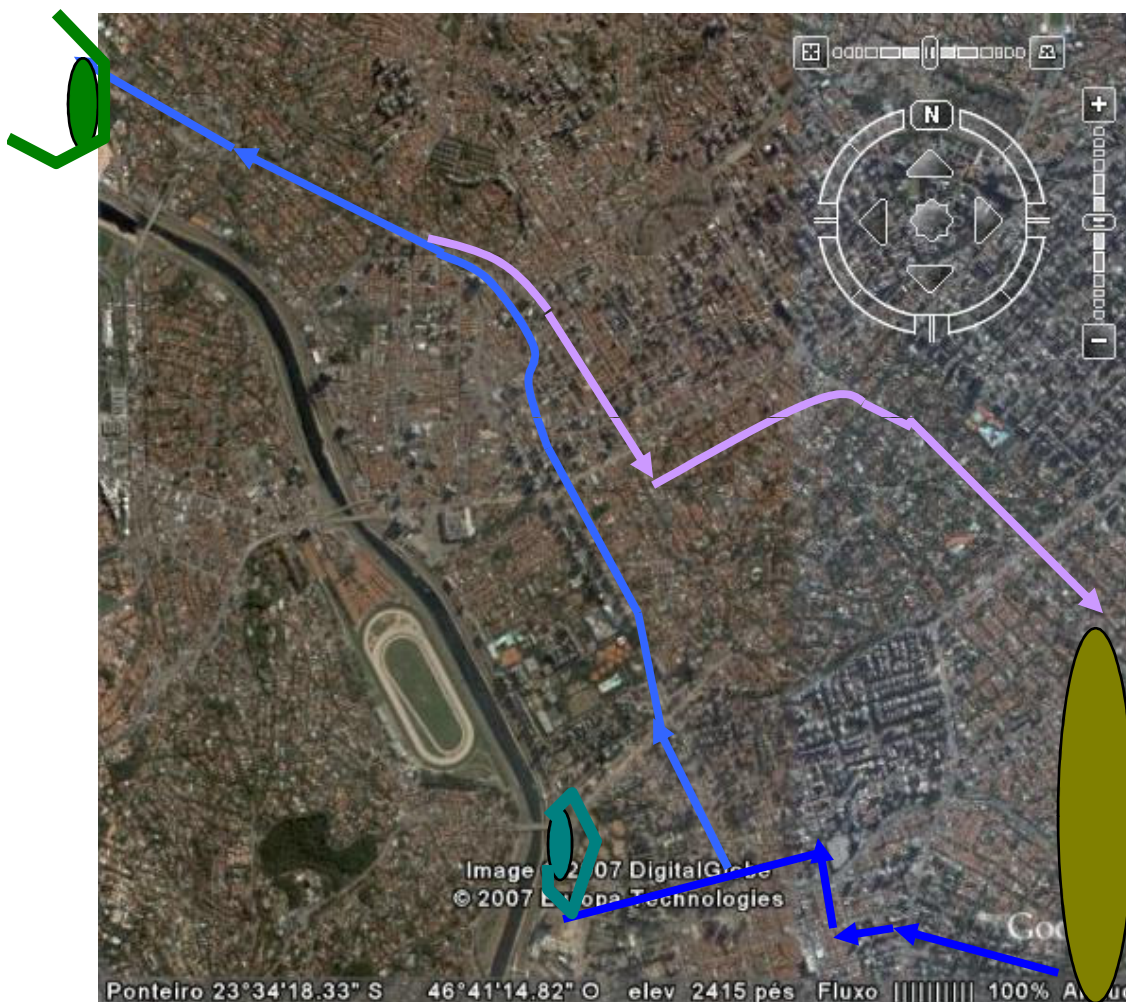 N
+
−
Image © 2007 DigitalGlobe
© 2007 Europa Technologies
Goo
Ponteiro 23°34'18.33" S 46°41'14.82" O elev 2415 pés Fluxo |||||||||| 100%